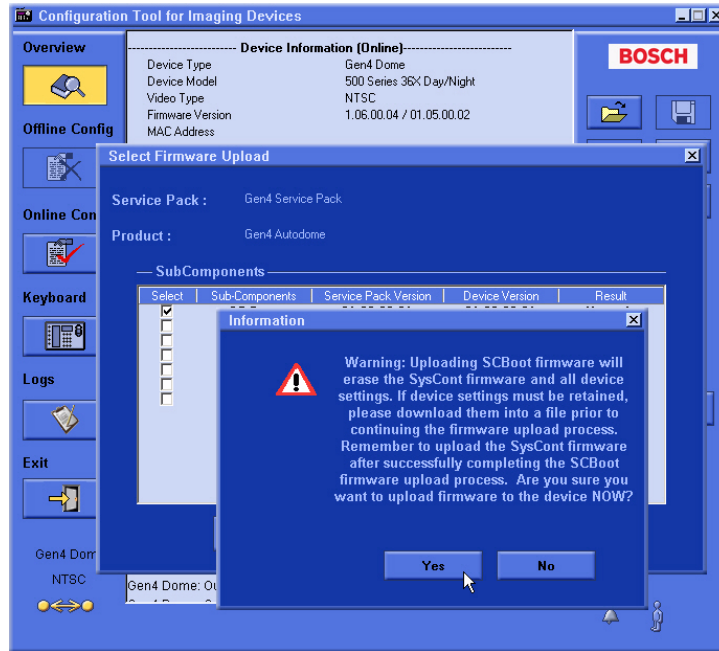 Configuration Tool for Imaging Devices
Overview
Device Information (Online)
Device Type Gen4 Dome
Device Model 500 Series 36X Day/Night
Video Type NTSC
Firmware Version 1.06.00.04 / 01.05.00.02
MAC Address
BOSCH
Offline Config
Select Firmware Upload
Service Pack : Gen4 Service Pack
Online Con
Product : Gen4 Autodome
SubComponents
Select Sub-Components Service Pack Version Device Version Result
Keyboard
Information
Warning: Uploading SCBoot firmware will
erase the SysCont firmware and all device
settings. If device settings must be retained,
please download them into a file prior to
continuing the firmware upload process.
Remember to upload the SysCont firmware
after successfully completing the SCBoot
firmware upload process. Are you sure you
want to upload firmware to the device NOW?
Logs
Exit
Yes No
Gen4 Dom
NTSC
Gen4 Dome: Ou